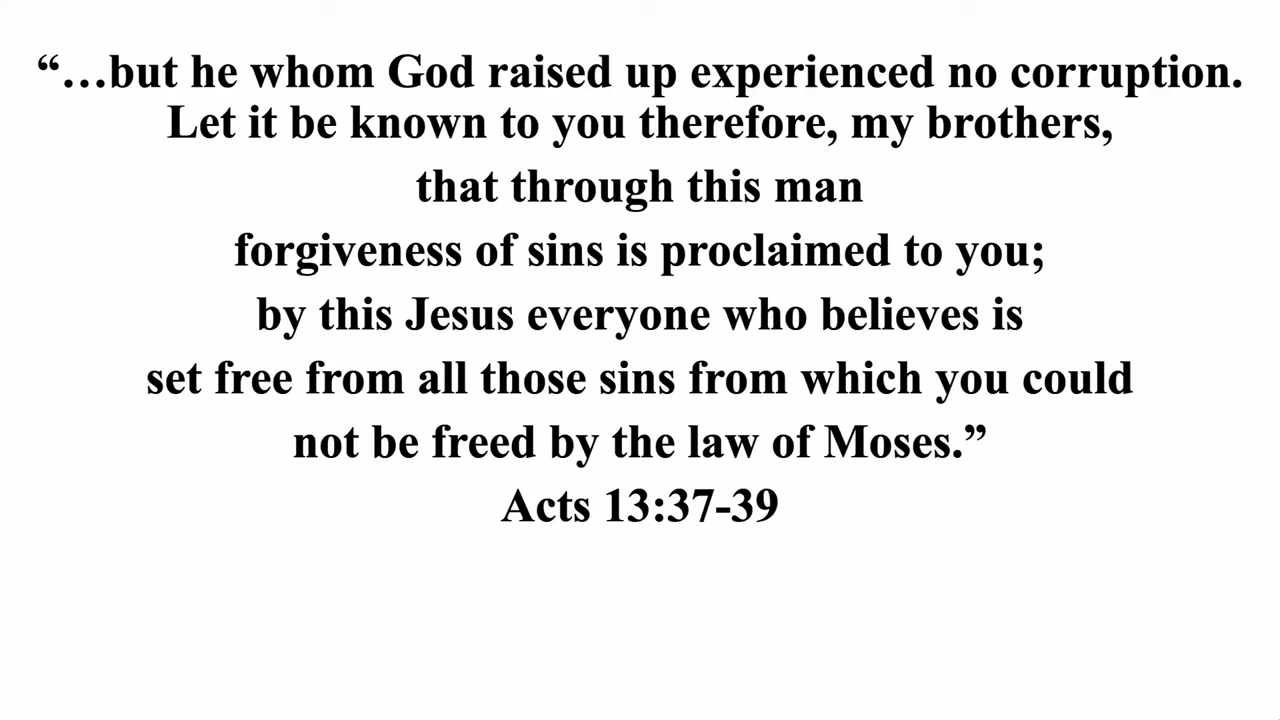 “…but he whom God raised up experienced no corruption.
Let it be known to you therefore, my brothers,
that through this man
forgiveness of sins is proclaimed to you;
by this Jesus everyone who believes is
set free from all those sins from which you could
not be freed by the law of Moses.”
Acts 13:37-39